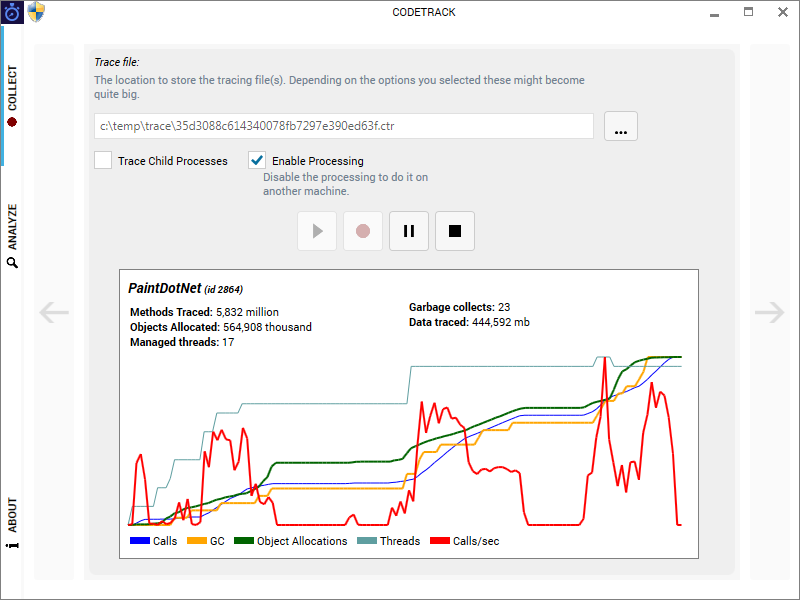 CODETRACK
COLLECT
ANALYZE
ABOUT
Trace file:
The location to store the tracing file(s). Depending on the options you selected these might become
quite big.
c:\temp\trace\35d3088c614340078fb7297e390ed63f.ctr
...
Trace Child Processes
Enable Processing
Disable the processing to do it on
another machine.
PaintDotNet (id 2864)
Methods Traced: 5,832 million
Objects Allocated: 564,908 thousand
Managed threads: 17
Garbage collects: 23
Data traced: 444,592 mb
Calls GC Object Allocations Threads Calls/sec